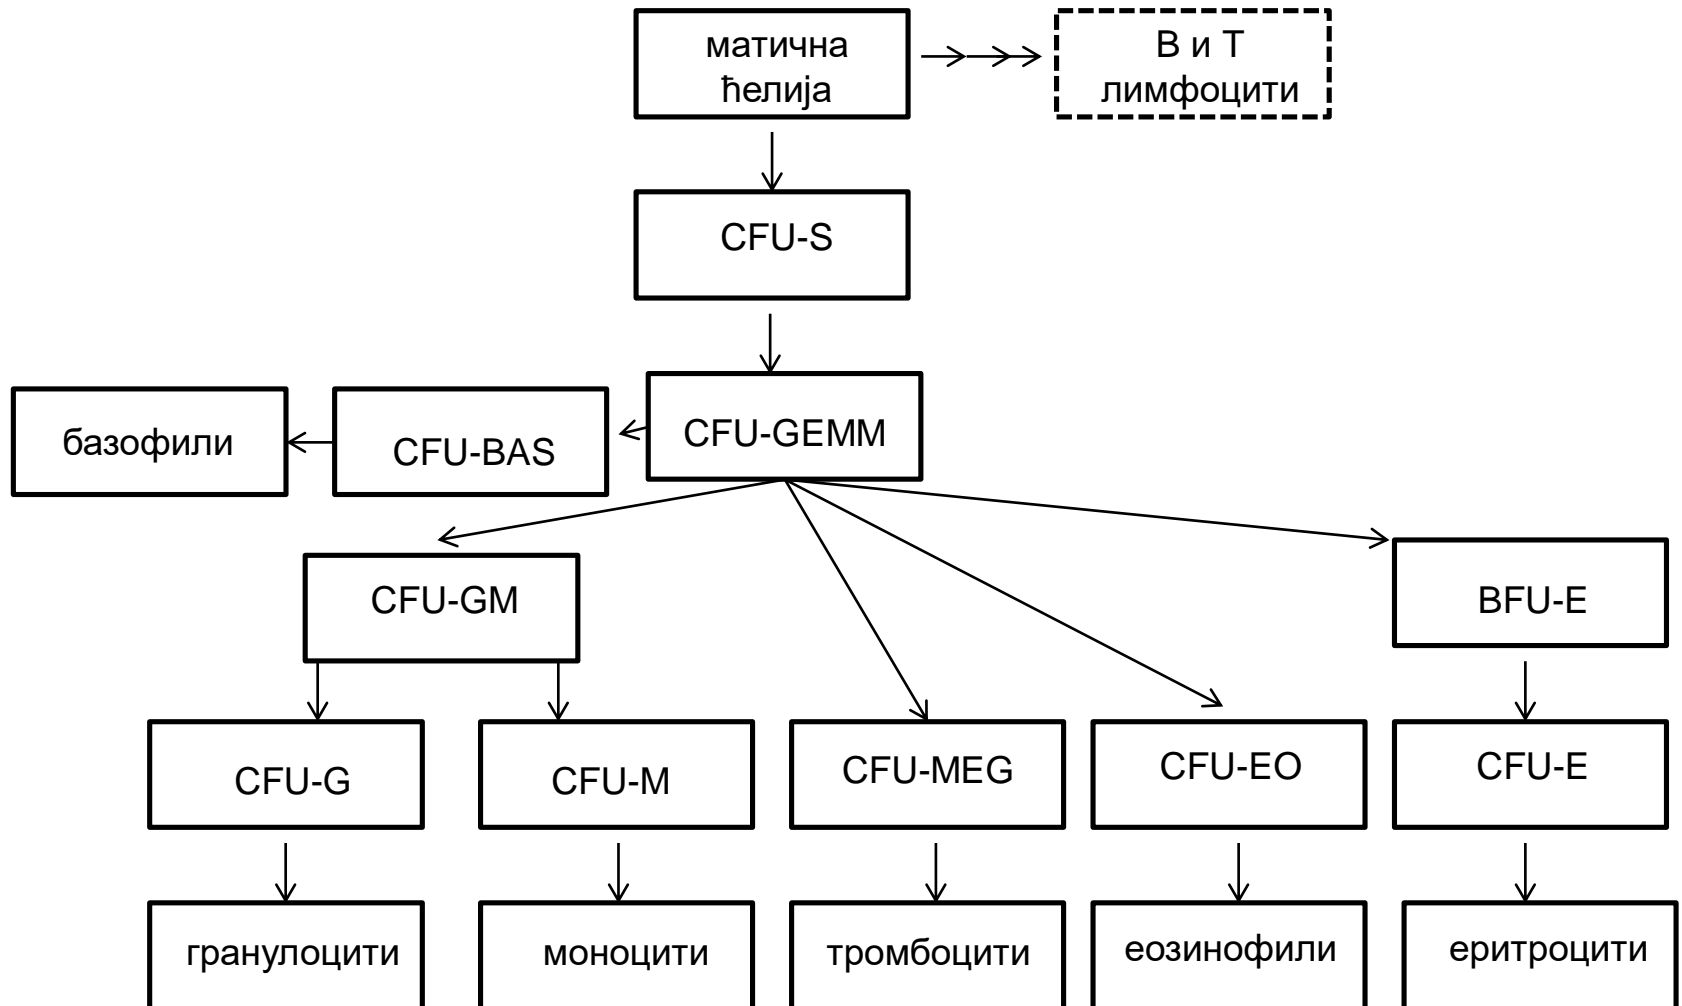 матична
ћелија
В и Т
лимфоцити
CFU-S
базофили
CFU-BAS
CFU-GEMM
CFU-GM
BFU-E
CFU-G
CFU-M
CFU-MEG
CFU-EO
CFU-E
гранулоцити
моноцити
тромбоцити
еозинофили
еритроцити